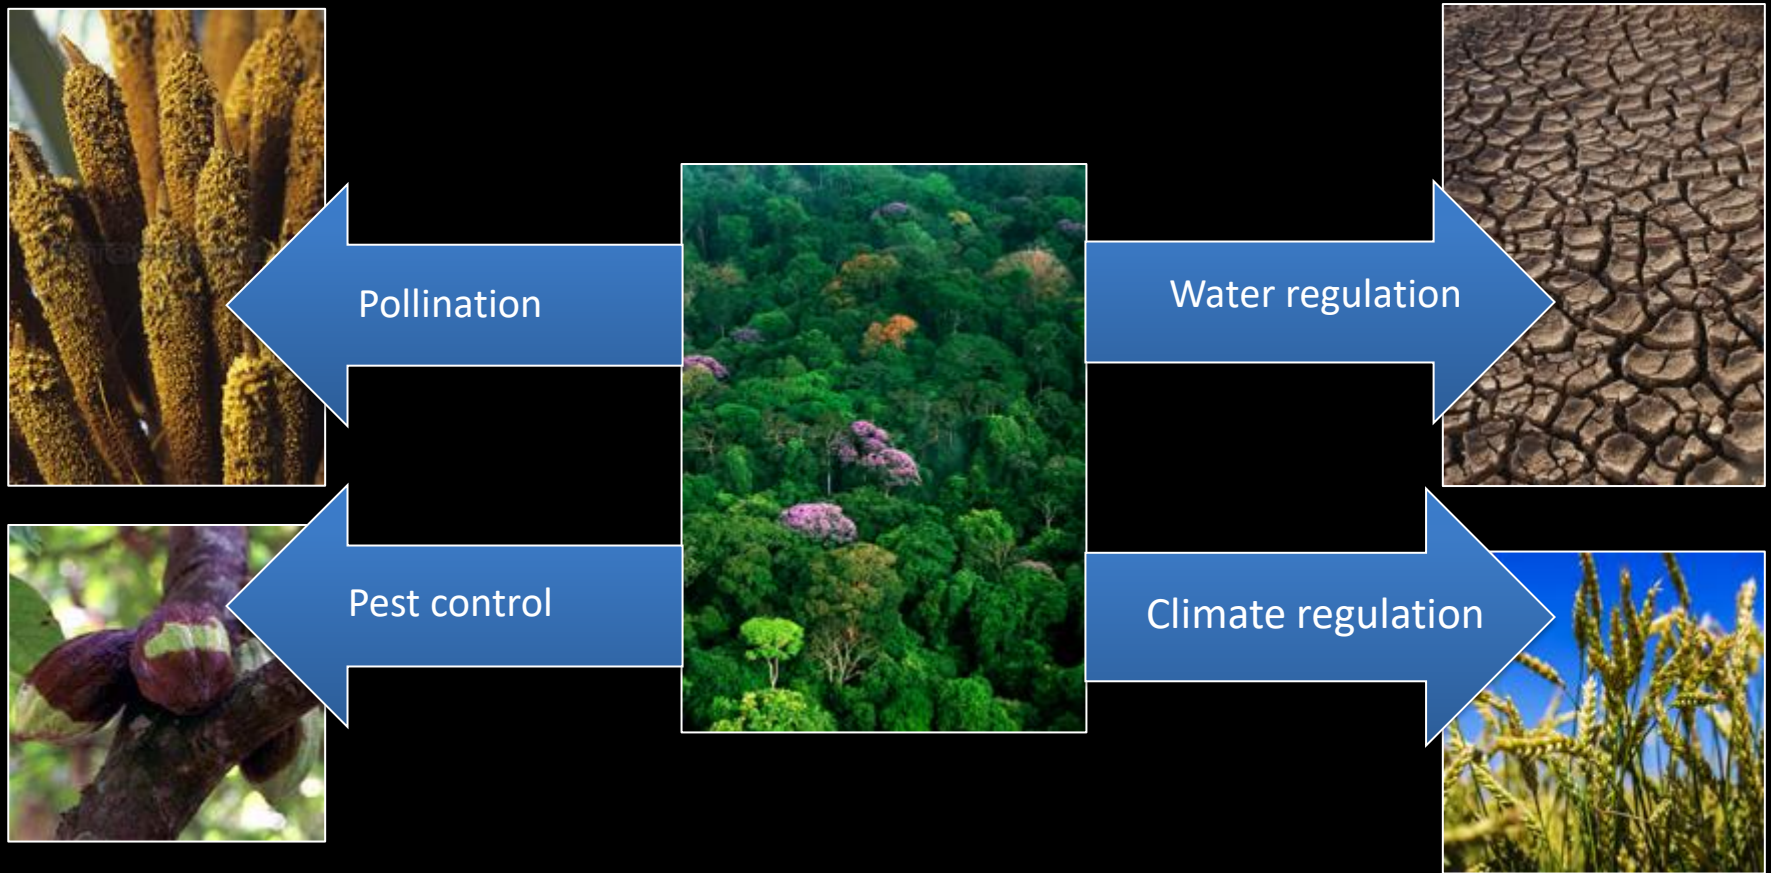 Pollination
Water regulation
Pest control
Climate regulation